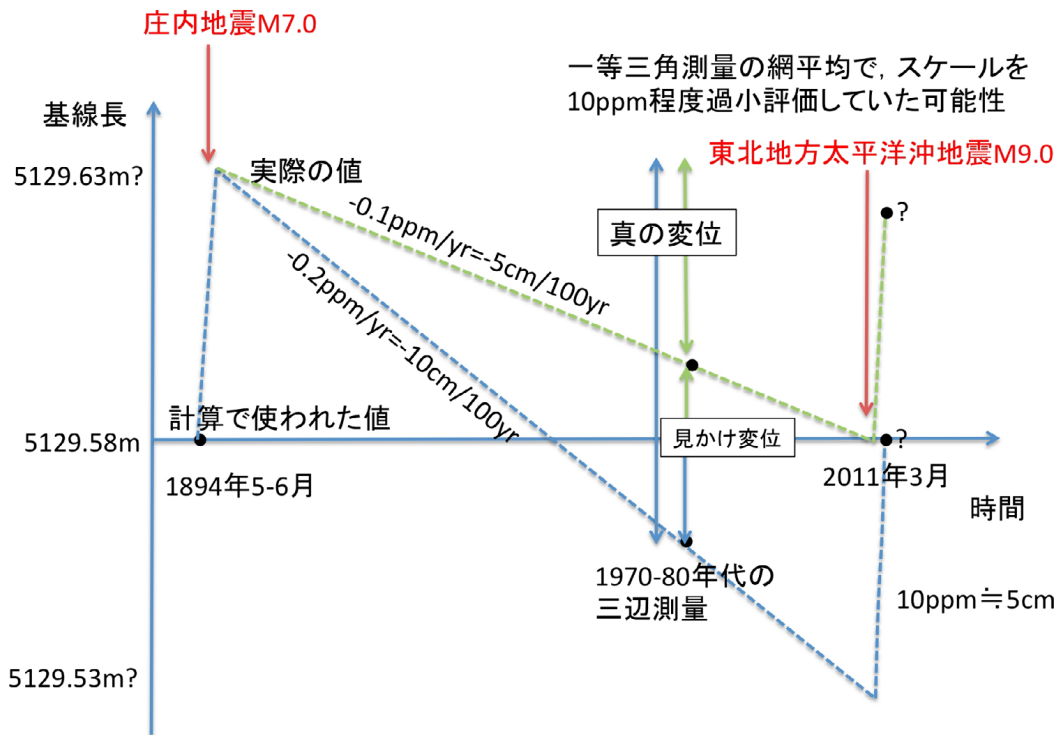 庄内地震M7.0
一等三角測量の網平均で, スケールを
10ppm程度過小評価していた可能性
基線長
東北地方太平洋沖地震M9.0
5129.63m?
実際の値
-0.1ppm/yr=-5cm/100yr
真の変位
?
-0.2ppm/yr=-10cm/100yr
計算で使われた値
見かけ変位
?
5129.58m
1894年5-6月
2011年3月
時間
1970-80年代の
三辺測量
10ppm≒5cm
5129.53m?